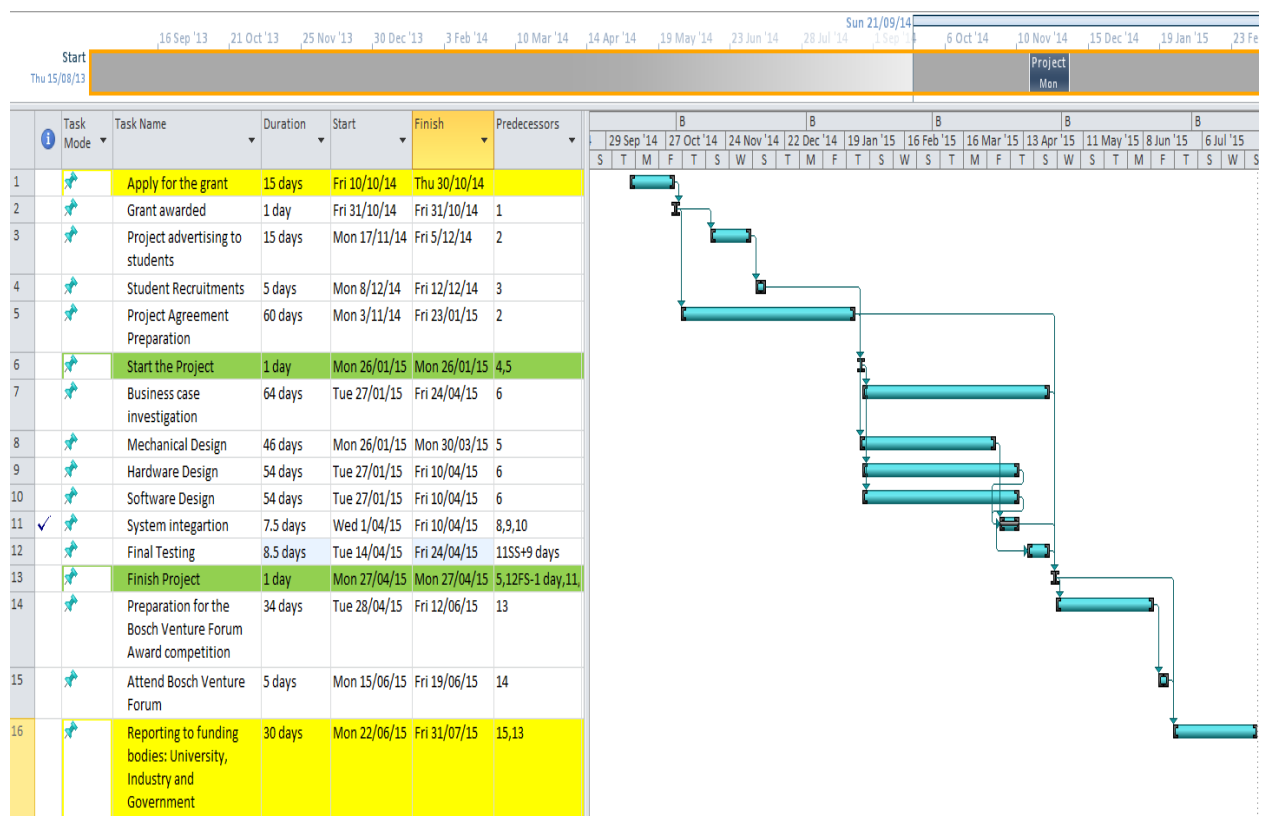 Sun 21/09/14
16 Sep '13 21 Oct '13 25 Nov '13 30 Dec '13 3 Feb '14 10 Mar '14 14 Apr '14 19 May '14 23 Jun '14 28 Jul '14 1 Sep '14 6 Oct '14 10 Nov '14 15 Dec '14 19 Jan '15 23 Fe
Start
Thu 15/08/13
Project
Mon
Task Mode Task Name Duration Start Finish Predecessors
B B B B B
29 Sep '14 27 Oct '14 24 Nov '14 22 Dec '14 19 Jan '15 16 Feb '15 16 Mar '15 13 Apr '15 11 May '15 8 Jun '15 6 Jul '15
S T M F T S W S T M F T S W S T M F T S W S T M F T S W S
1 Apply for the grant 15 days Fri 10/10/14 Thu 30/10/14
2 Grant awarded 1 day Fri 31/10/14 Fri 31/10/14 1
3 Project advertising to 15 days Mon 17/11/14 Fri 5/12/14 2
students
4 Student Recruitments 5 days Mon 8/12/14 Fri 12/12/14 3
5 Project Agreement 60 days Mon 3/11/14 Fri 23/01/15 2
Preparation
6 Start the Project 1 day Mon 26/01/15 Mon 26/01/15 4,5
7 Business case 64 days Tue 27/01/15 Fri 24/04/15 6
investigation
8 Mechanical Design 46 days Mon 26/01/15 Mon 30/03/15 5
9 Hardware Design 54 days Tue 27/01/15 Fri 10/04/15 6
10 Software Design 54 days Tue 27/01/15 Fri 10/04/15 6
11 System integartion 7.5 days Wed 1/04/15 Fri 10/04/15 8,9,10
12 Final Testing 8.5 days Tue 14/04/15 Fri 24/04/15 11SS+9 days
13 Finish Project 1 day Mon 27/04/15 Mon 27/04/15 5,12FS-1 day,11,
14 Preparation for the 34 days Tue 28/04/15 Fri 12/06/15 13
Bosch Venture Forum
Award competition
15 Attend Bosch Venture 5 days Mon 15/06/15 Fri 19/06/15 14
Forum
16 Reporting to funding 30 days Mon 22/06/15 Fri 31/07/15 15,13
bodies: University,
Industry and
Government